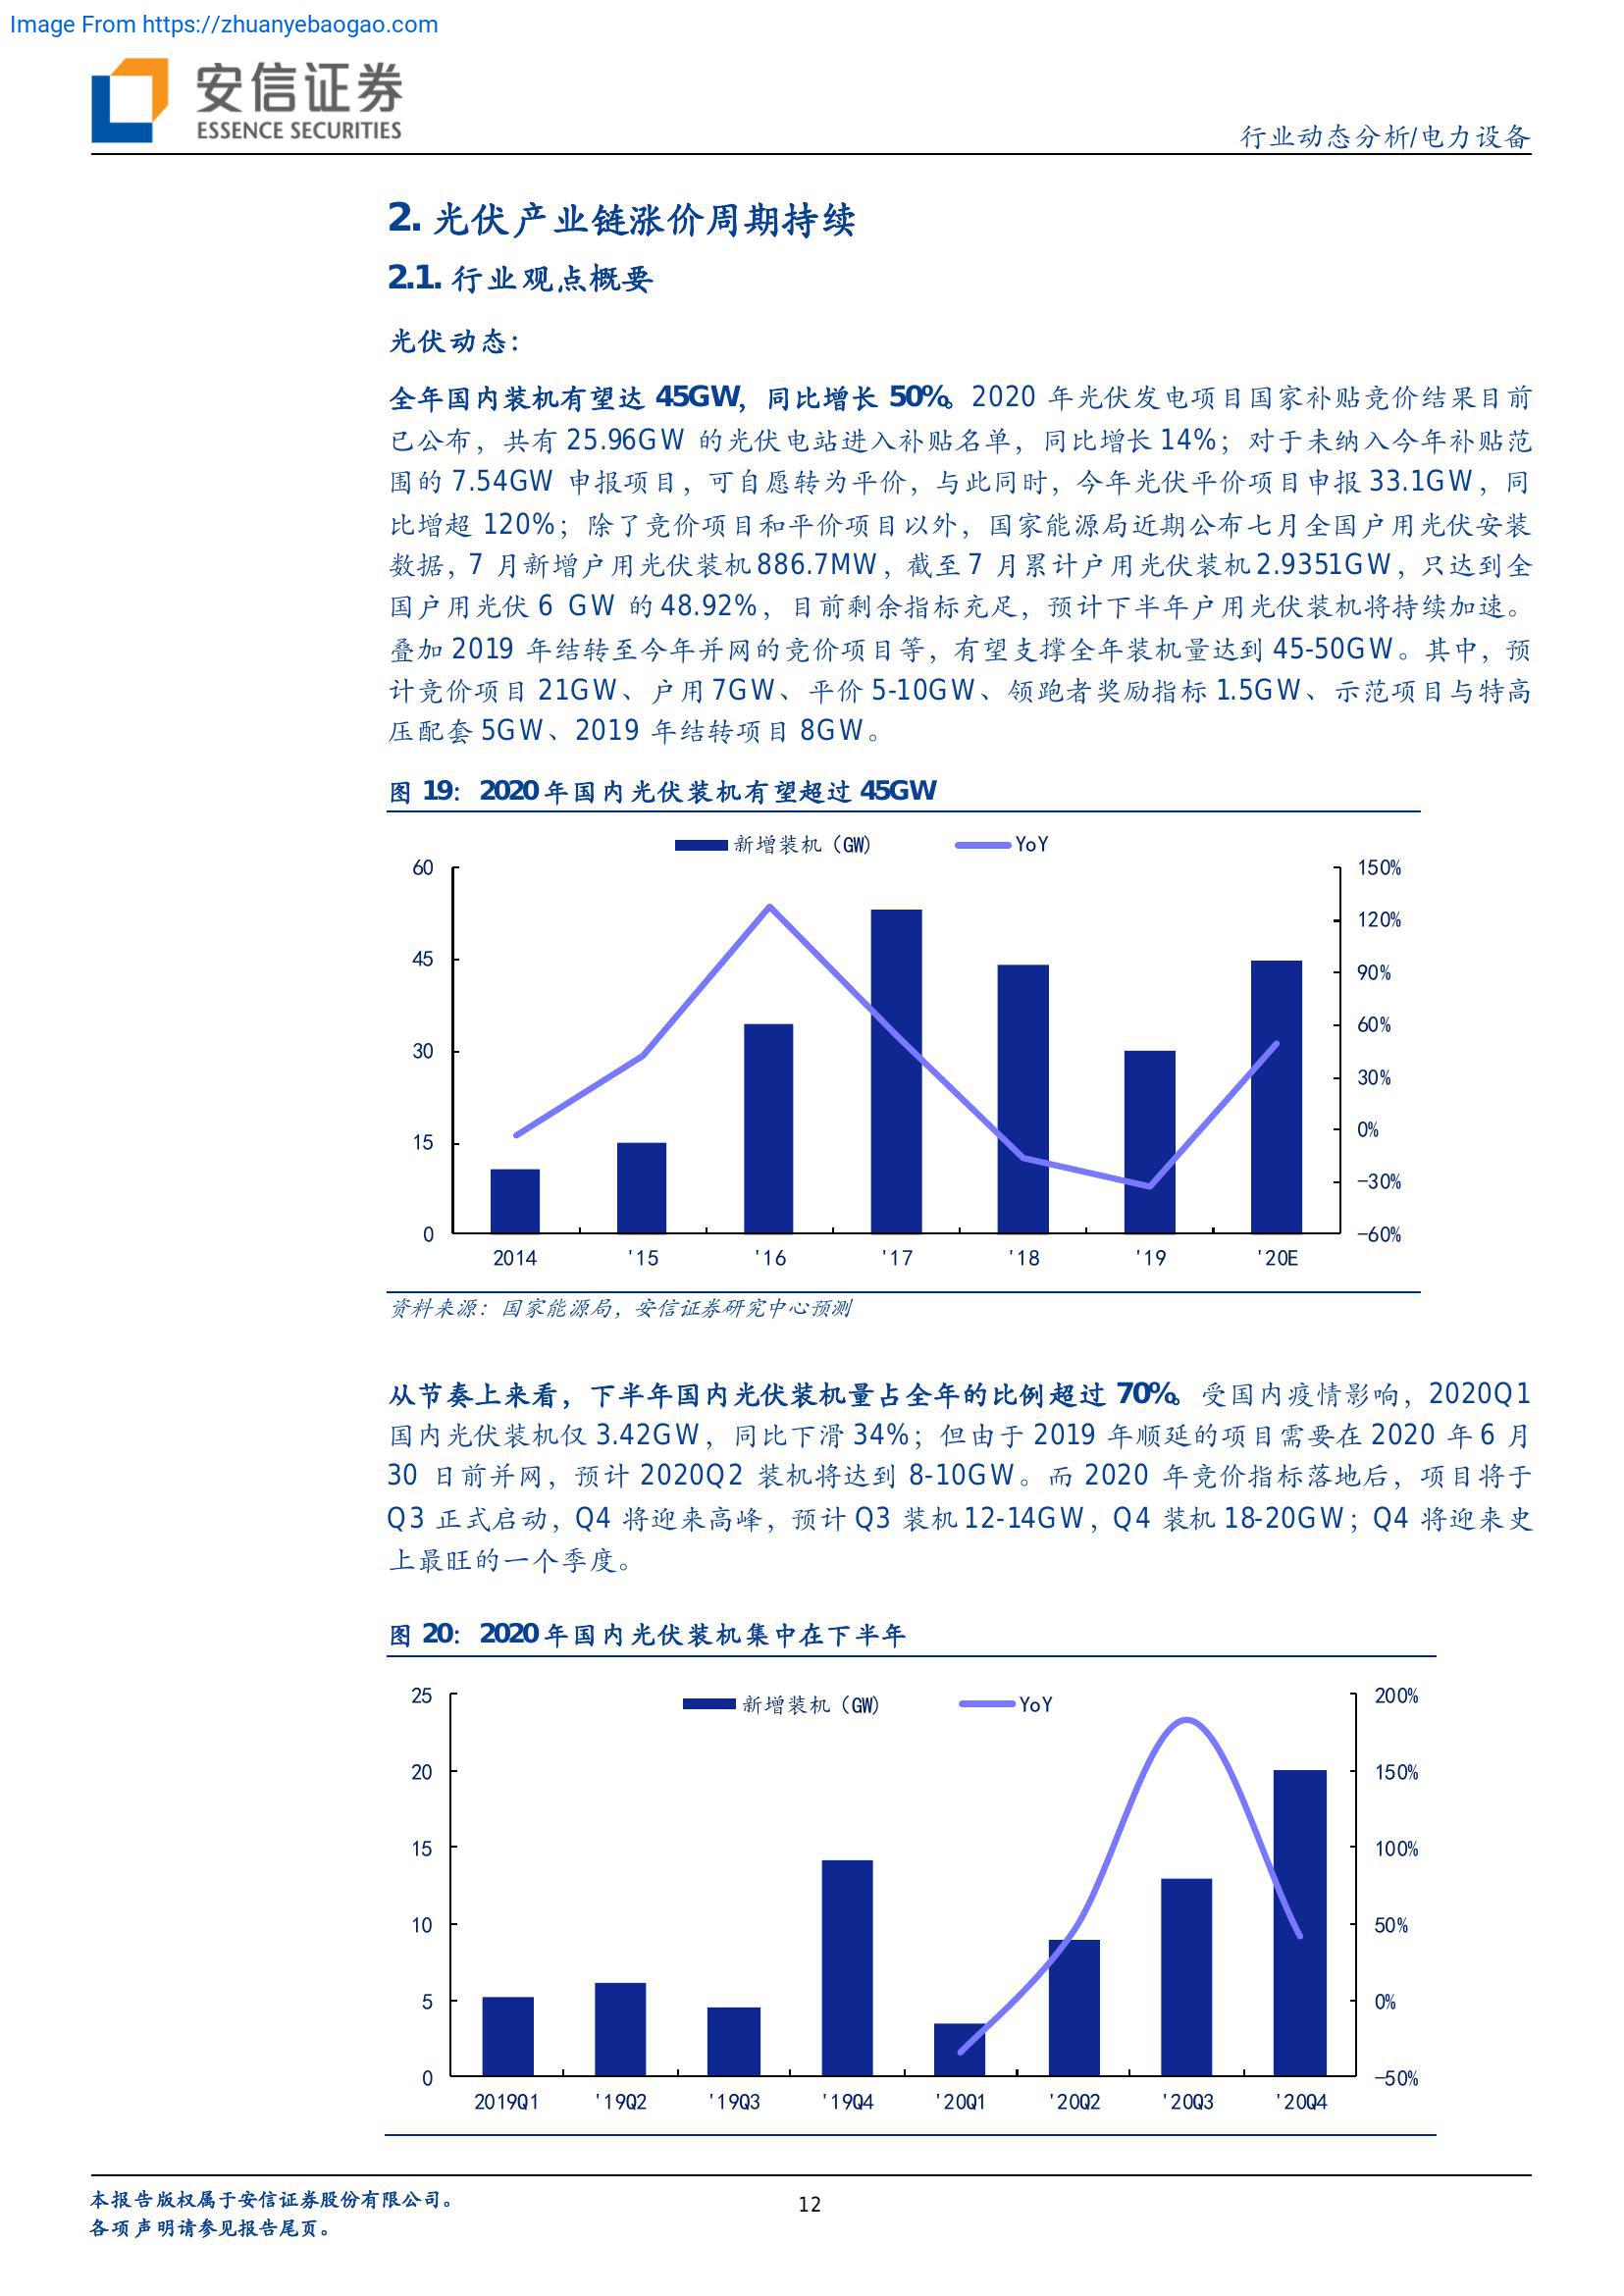 Image From https://zhuanyebaogao.com
安信证券
ESSENCE SECURITIES
行业动态分析/电力设备
2. 光伏产业链涨价周期持续
2.1. 行业观点概要
光伏动态：
全年国内装机有望达 45GW，同比增长 50%。2020 年光伏发电项目国家补贴竞价结果目前
已公布，共有 25.96GW 的光伏电站进入补贴名单，同比增长 14%；对于未纳入今年补贴范
围的 7.54GW 申报项目，可自愿转为平价，与此同时，今年光伏平价项目申报 33.1GW，同
比增超 120%；除了竞价项目和平价项目以外，国家能源局近期公布七月全国户用光伏安装
数据，7 月新增户用光伏装机 886.7MW，截至 7 月累计户用光伏装机 2.9351GW，只达到全
国户用光伏 6 GW 的 48.92%，目前剩余指标充足，预计下半年户用光伏装机将持续加速。
叠加 2019 年结转至今年并网的竞价项目等，有望支撑全年装机量达到 45-50GW。其中，预
计竞价项目 21GW、户用 7GW、平价 5-10GW、领跑者奖励指标 1.5GW、示范项目与特高
压配套 5GW、2019 年结转项目 8GW。
图 19：2020 年国内光伏装机有望超过 45GW
新增装机（GW） YoY
60 150%
120%
45
90%
60%
30
30%
15 0%
-30%
0 -60%
2014 '15 '16 '17 '18 '19 '20E
资料来源：国家能源局，安信证券研究中心预测
从节奏上来看，下半年国内光伏装机量占全年的比例超过 70%。受国内疫情影响，2020Q1
国内光伏装机仅 3.42GW，同比下滑 34%；但由于 2019 年顺延的项目需要在 2020 年 6 月
30 日前并网，预计 2020Q2 装机将达到 8-10GW。而 2020 年竞价指标落地后，项目将于
Q3 正式启动，Q4 将迎来高峰，预计 Q3 装机 12-14GW，Q4 装机 18-20GW；Q4 将迎来史
上最旺的一个季度。
图 20：2020 年国内光伏装机集中在下半年
新增装机（GW） YoY
25 200%
20 150%
15 100%
10 50%
5 0%
0 -50%
2019Q1 '19Q2 '19Q3 '19Q4 '20Q1 '20Q2 '20Q3 '20Q4
本报告版权属于安信证券股份有限公司。
各项声明请参见报告尾页。
12